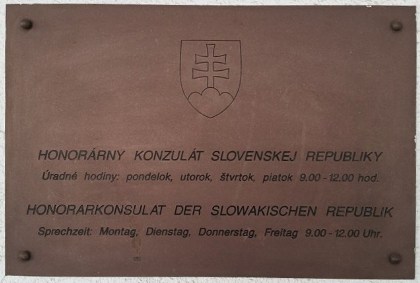 HONORÁRNY KONZULÁT SLOVENSKEJ REPUBLIKY
Úradné hodiny: pondelok, utorok, štvrtok, piatok 9.00-12.00 hod.
HONORARKONSULAT DER SLOWAKISCHEN REPUBLIK
Sprechzeit: Montag, Dienstag, Donnerstag, Freitag 9.00-12.00 Uhr.